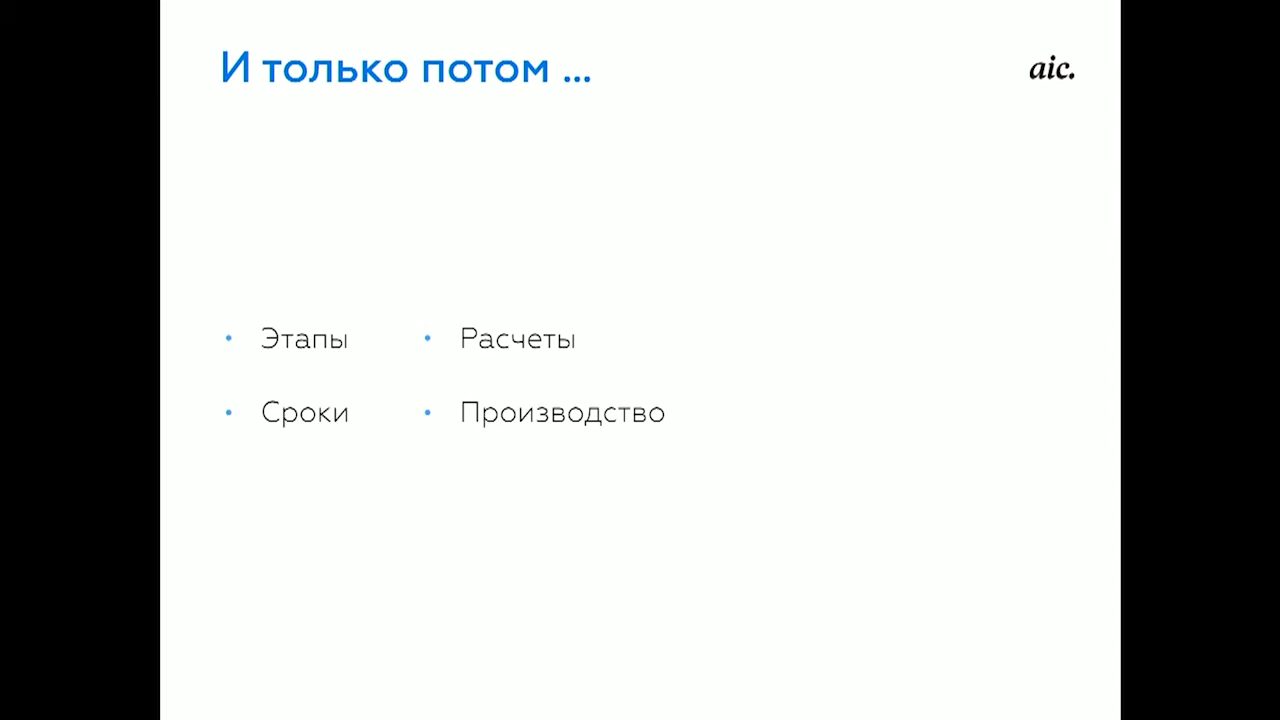 И только потом ...
aic.
• Этапы
• Сроки
• Расчеты
• Производство